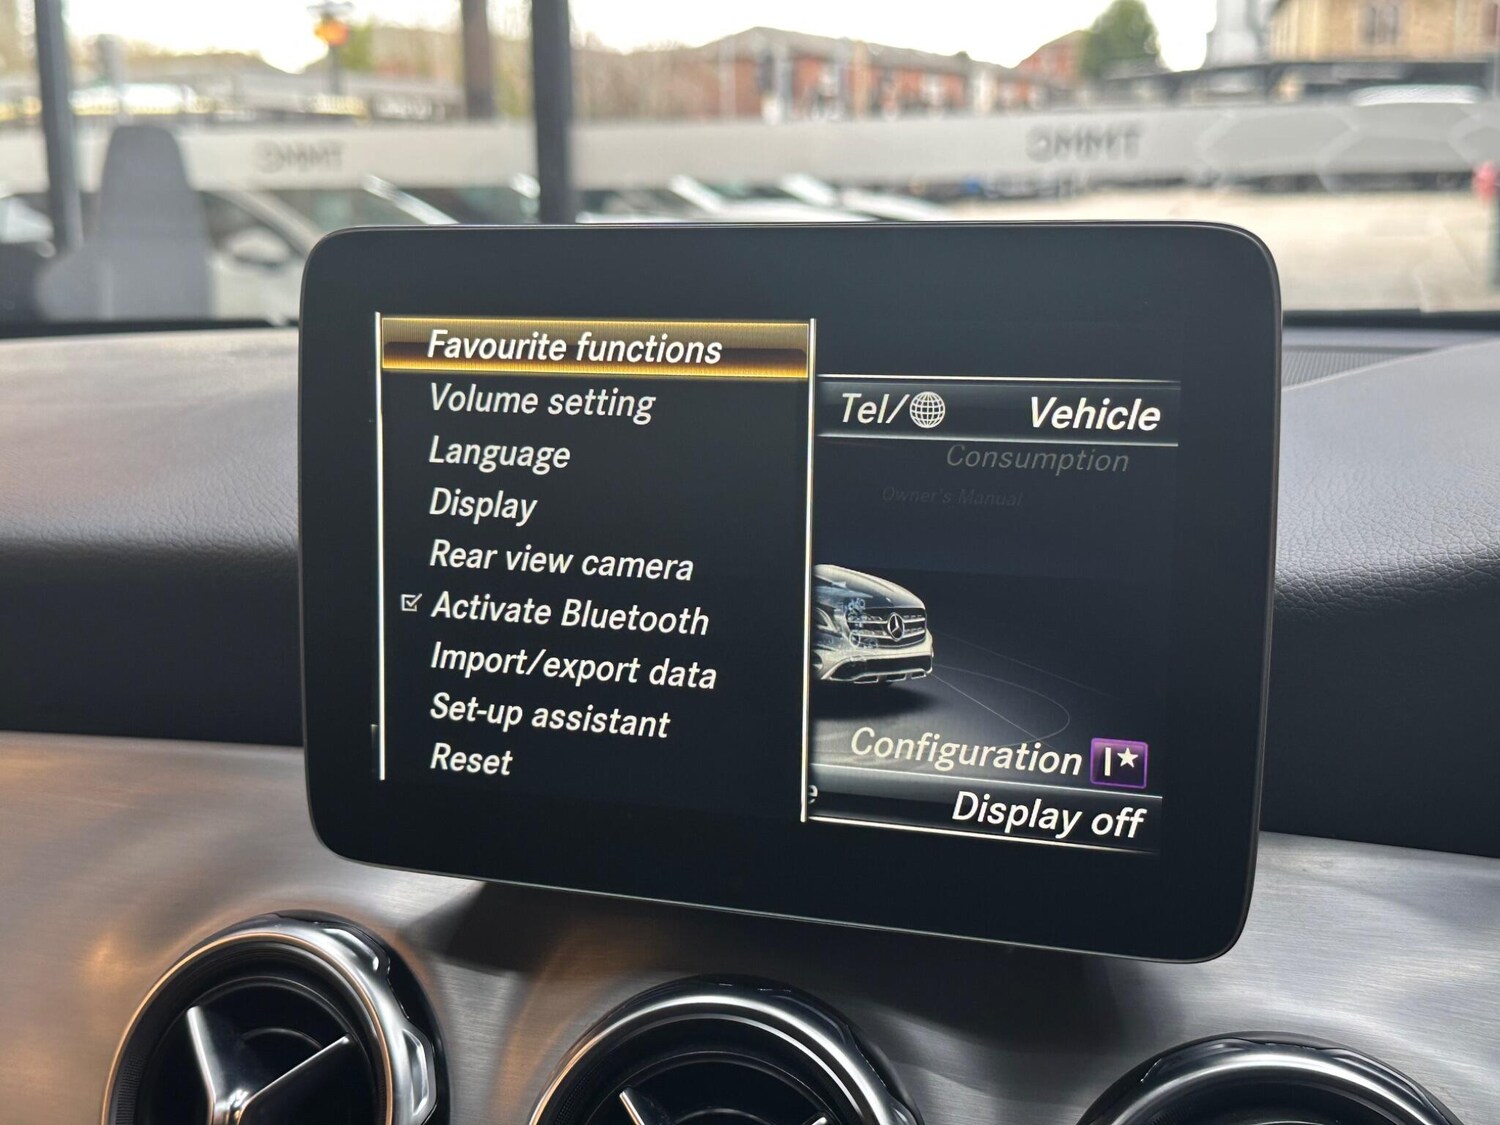 Favourite functions
Volume setting
Language
Display
Rear view camera
Activate Bluetooth
Import/export data
Set-up assistant
Reset
Tel/
Vehicle
Consumption
Owner's Manual
Configuration
Display off